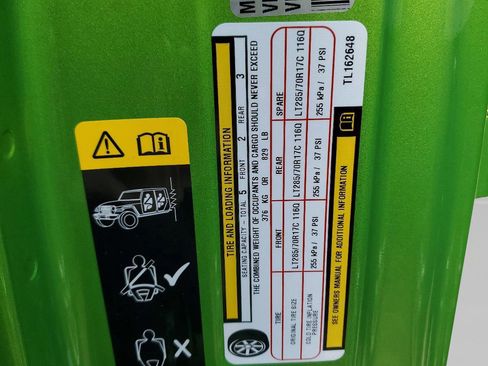 TIRE AND LOADING INFORMATION
SEATING CAPACITY - TOTAL 5 FRONT 2 REAR 3
THE COMBINED WEIGHT OF OCCUPANTS AND CARGO SHOULD NEVER EXCEED
376 KG OR 829 LB
TIRE FRONT REAR SPARE
ORIGINAL TIRE SIZE LT285/70R17C 116Q LT285/70R17C 116Q LT285/70R17C 116Q
COLD TIRE INFLATION PRESSURE 255 kPa / 37 PSI 255 kPa / 37 PSI 255 kPa / 37 PSI
SEE OWNERS MANUAL FOR ADDITIONAL INFORMATION
TL162648